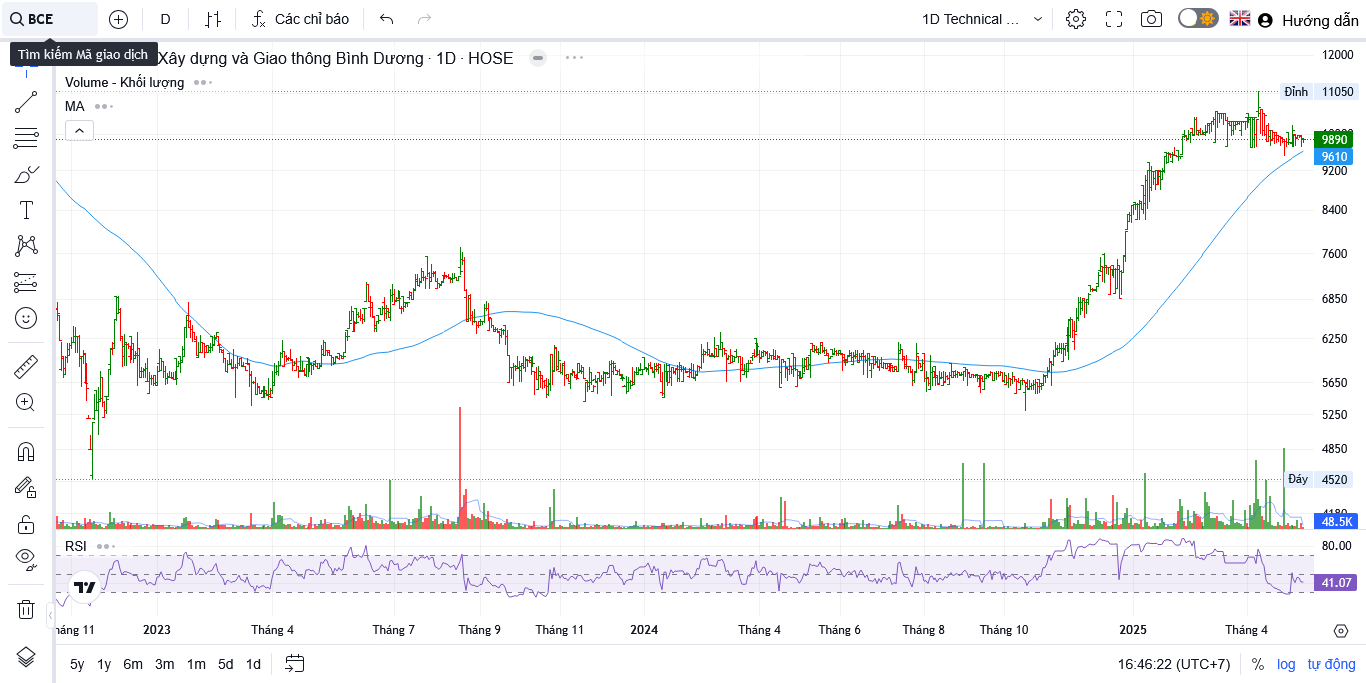 BCE D Các chỉ báo 1D Technical ... Hướng dẫn
Tìm kiếm Mã giao dịch Xây dựng và Giao thông Bình Dương · 1D · HOSE
Volume - Khối lượng
MA
12000
Đỉnh 11050
9890
9610
9200
8400
7600
6850
6250
5650
5250
4850
Đáy 4520
48.5K
RSI
80.00
41.07
2023 Tháng 4 Tháng 7 Tháng 9 Tháng 11 2024 Tháng 4 Tháng 6 Tháng 8 Tháng 10 2025 Tháng 4
5y 1y 6m 3m 1m 5d 1d 16:46:22 (UTC+7) % log tự động